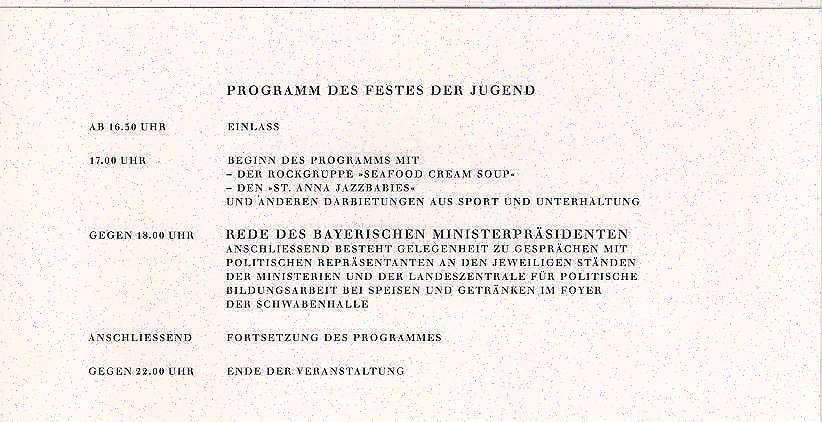 PROGRAMM DES FESTES DER JUGEND
AB 16.30 UHR EINLASS
17.00 UHR BEGINN DES PROGRAMMS MIT
– DER ROCKGRUPPE »SEAFOOD CREAM SOUP«
– DEN »ST. ANNA JAZZBABIES«
UND ANDEREN DARBIETUNGEN AUS SPORT UND UNTERHALTUNG
GEGEN 18.00 UHR REDE DES BAYERISCHEN MINISTERPRÄSIDENTEN
ANSCHLIESSEND BESTEHT GELEGENHEIT ZU GESPRÄCHEN MIT
POLITISCHEN REPRÄSENTANTEN AN DEN JEWEILIGEN STÄNDEN
DER MINISTERIEN UND DER LANDESZENTRALE FÜR POLITISCHE
BILDUNGSARBEIT BEI SPEISEN UND GETRÄNKEN IM FOYER
DER SCHWABENHALLE
ANSCHLIESSEND FORTSETZUNG DES PROGRAMMES
GEGEN 22.00 UHR ENDE DER VERANSTALTUNG